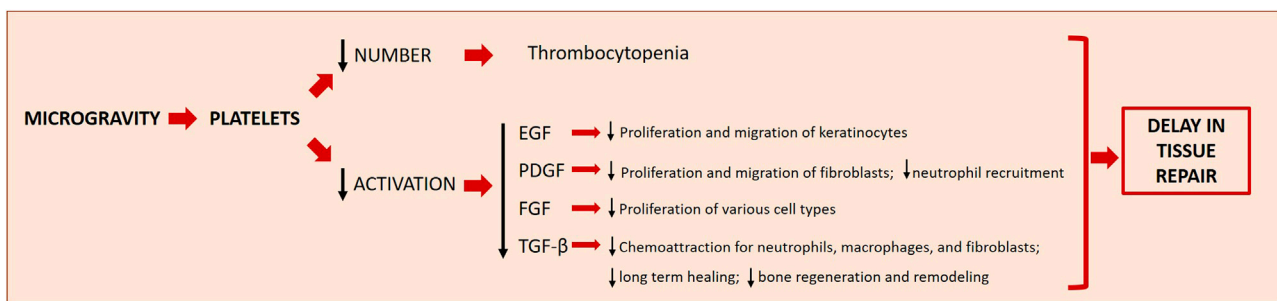 MICROGRAVITY
PLATELETS
↓ NUMBER
Thrombocytopenia
↓ ACTIVATION
↓
EGF
↓ Proliferation and migration of keratinocytes
PDGF
↓ Proliferation and migration of fibroblasts; ↓ neutrophil recruitment
FGF
↓ Proliferation of various cell types
TGF-β
↓ Chemoattraction for neutrophils, macrophages, and fibroblasts;
↓ long term healing; ↓ bone regeneration and remodeling
DELAY IN
TISSUE
REPAIR